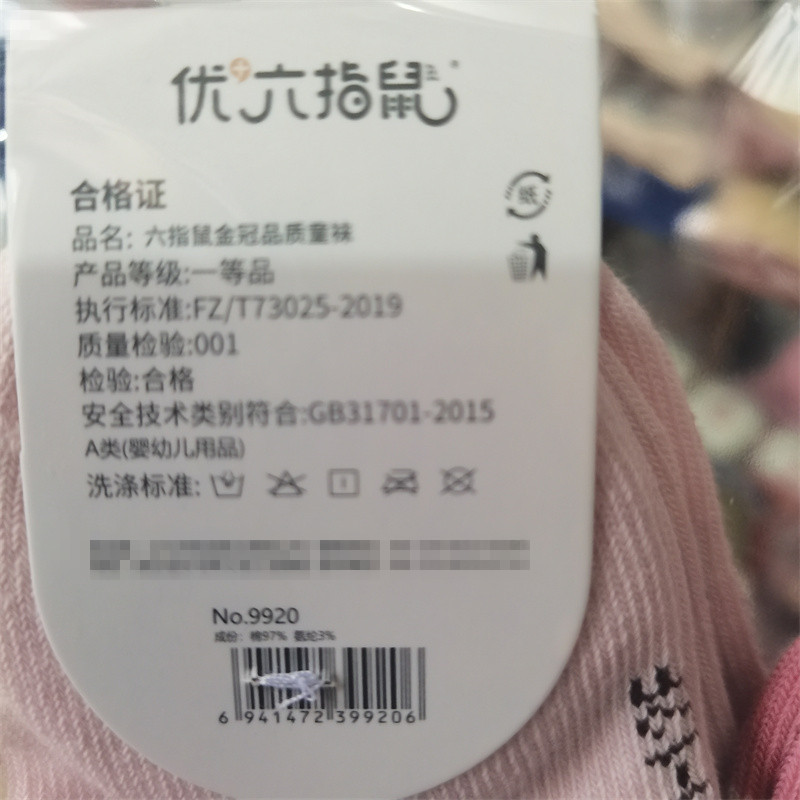 优+六指鼠
合格证
纸
品名: 六指鼠金冠品质童袜
产品等级:一等品
执行标准:FZ/T73025-2019
质量检验:001
检验:合格
安全技术类别符合:GB31701-2015
A类(婴幼儿用品)
洗涤标准:
No.9920
成份: 棉97% 氨纶3%
6 941472 399206